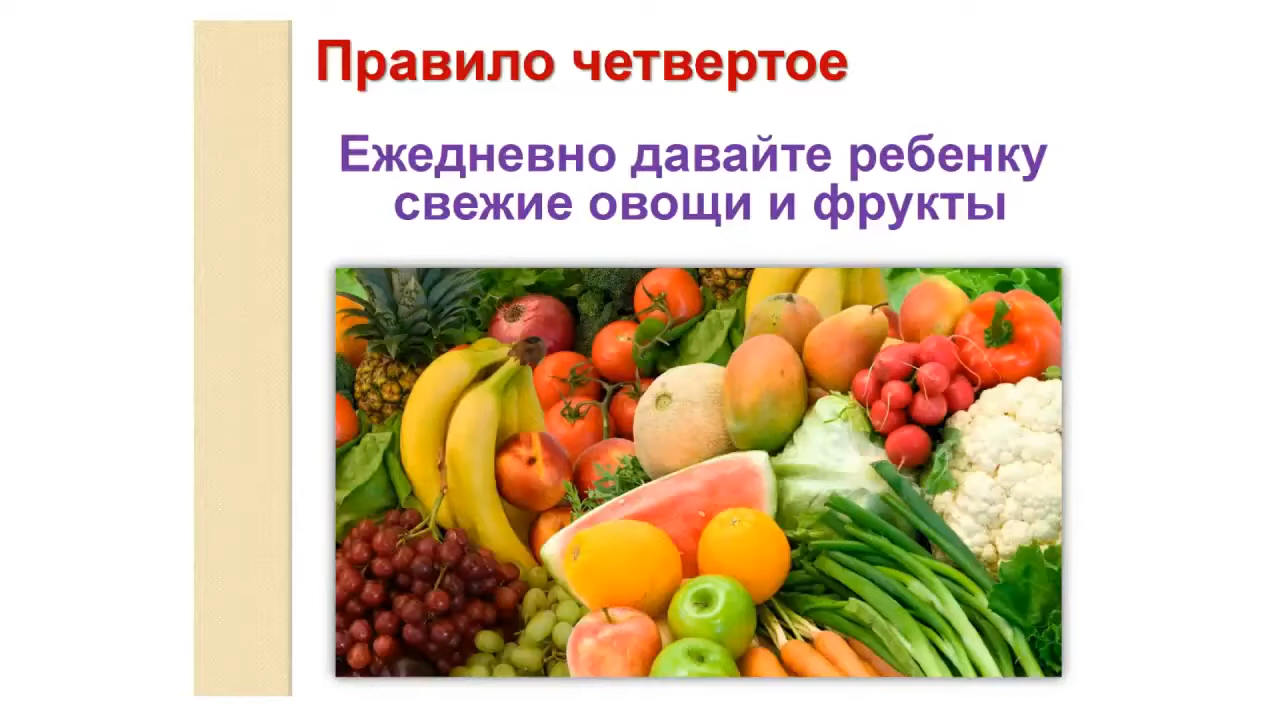 Правило четвертое
Ежедневно давайте ребенку
свежие овощи и фрукты